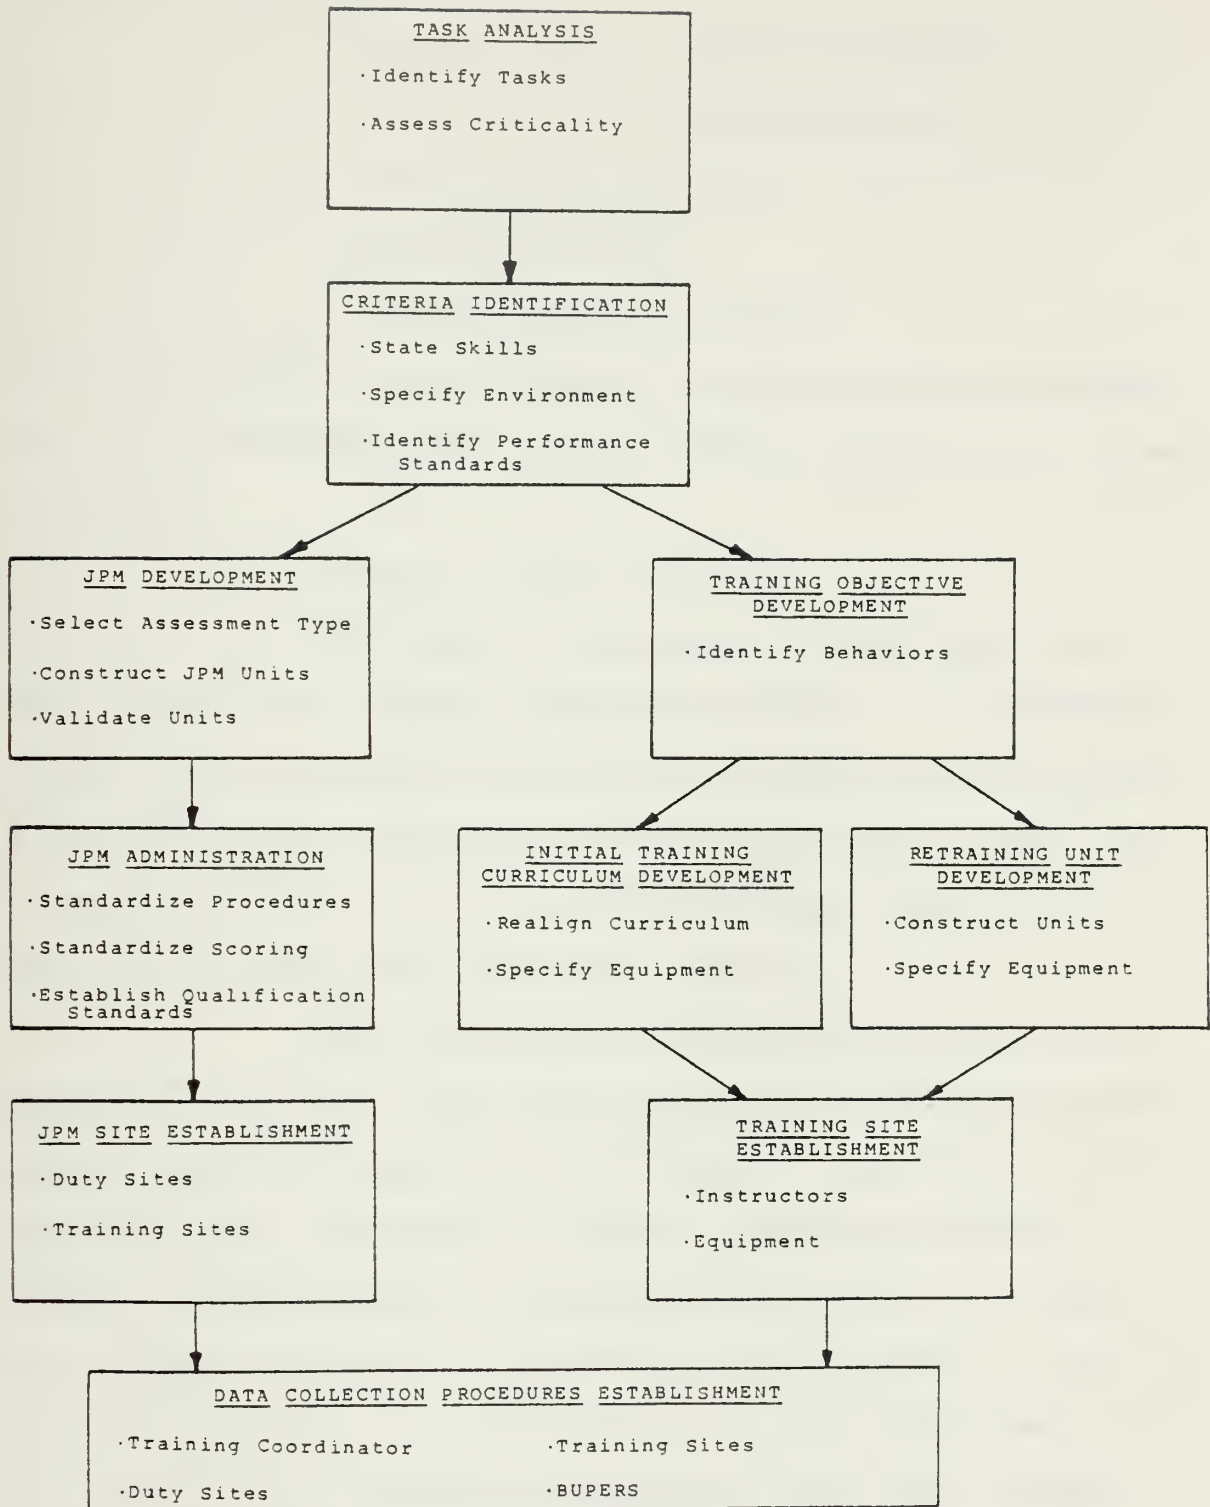 TASK ANALYSIS
·Identify Tasks
·Assess Criticality
CRITERIA IDENTIFICATION
·State Skills
·Specify Environment
·Identify Performance
Standards
JPM DEVELOPMENT
·Select Assessment Type
·Construct JPM Units
·Validate Units
TRAINING OBJECTIVE
DEVELOPMENT
·Identify Behaviors
JPM ADMINISTRATION
·Standardize Procedures
·Standardize Scoring
·Establish Qualification
Standards
INITIAL TRAINING
CURRICULUM DEVELOPMENT
·Realign Curriculum
·Specify Equipment
RETRAINING UNIT
DEVELOPMENT
·Construct Units
·Specify Equipment
JPM SITE ESTABLISHMENT
·Duty Sites
·Training Sites
TRAINING SITE
ESTABLISHMENT
·Instructors
·Equipment
DATA COLLECTION PROCEDURES ESTABLISHMENT
·Training Coordinator
·Duty Sites
·Training Sites
·BUPERS